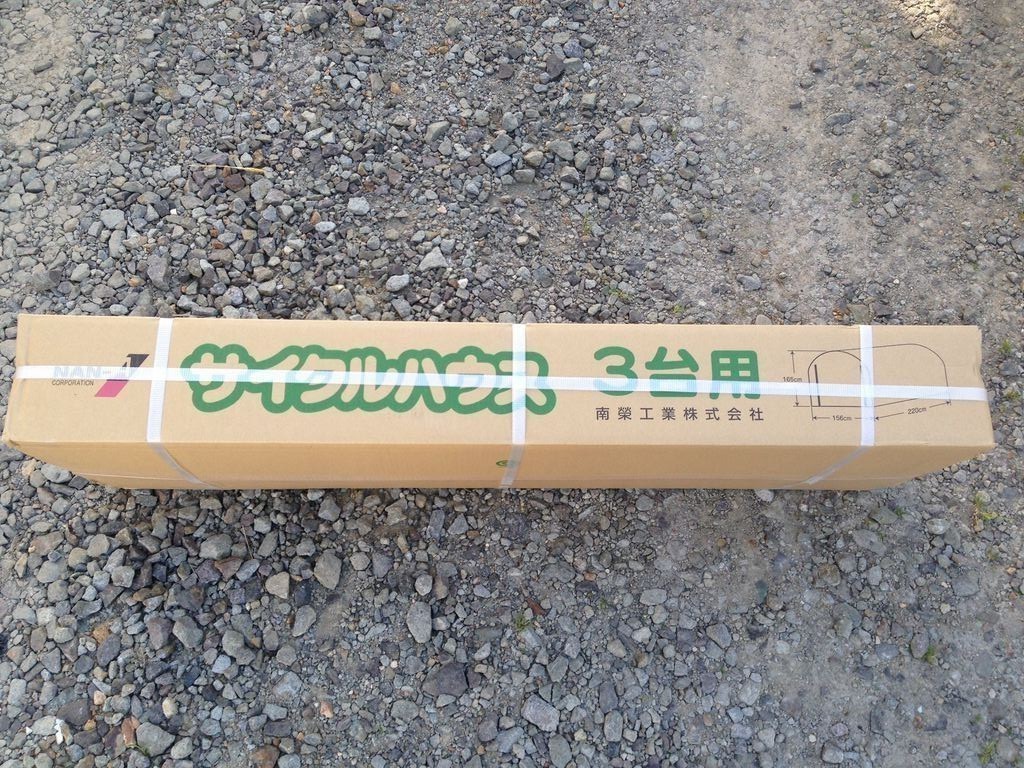 NAN-
CORPORATION
サイクルハウス
3台用
南榮工業株式会社
165cm
156cm
220cm